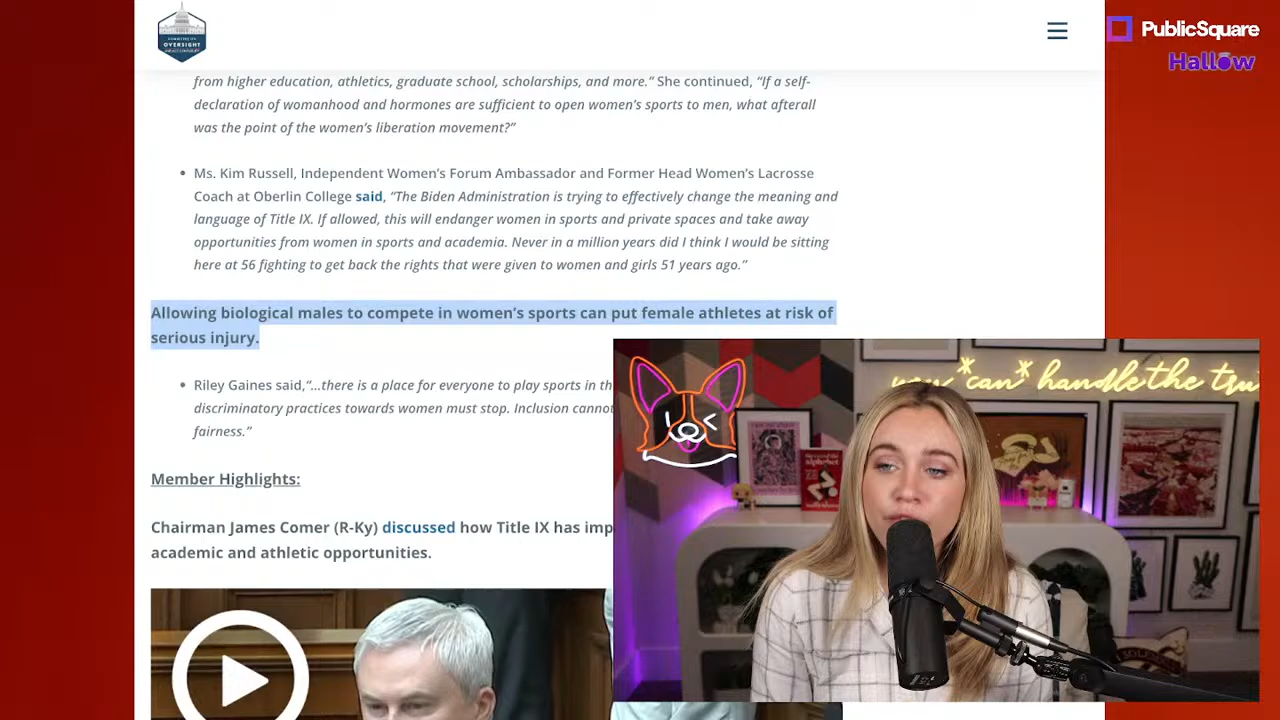 COMMITTEE ON
OVERSIGHT
PublicSquare
Hallow
from higher education, athletics, graduate school, scholarships, and more.” She continued, “If a self-
declaration of womanhood and hormones are sufficient to open women’s sports to men, what afterall
was the point of the women’s liberation movement?”
• Ms. Kim Russell, Independent Women’s Forum Ambassador and Former Head Women’s Lacrosse
Coach at Oberlin College said, “The Biden Administration is trying to effectively change the meaning and
language of Title IX. If allowed, this will endanger women in sports and private spaces and take away
opportunities from women in sports and academia. Never in a million years did I think I would be sitting
here at 56 fighting to get back the rights that were given to women and girls 51 years ago.”
Allowing biological males to compete in women’s sports can put female athletes at risk of
serious injury.
• Riley Gaines said,“...there is a place for everyone to play sports in th
discriminatory practices towards women must stop. Inclusion cannot
fairness.”
Member Highlights:
Chairman James Comer (R-Ky) discussed how Title IX has imp
academic and athletic opportunities.
you *can* handle the tru